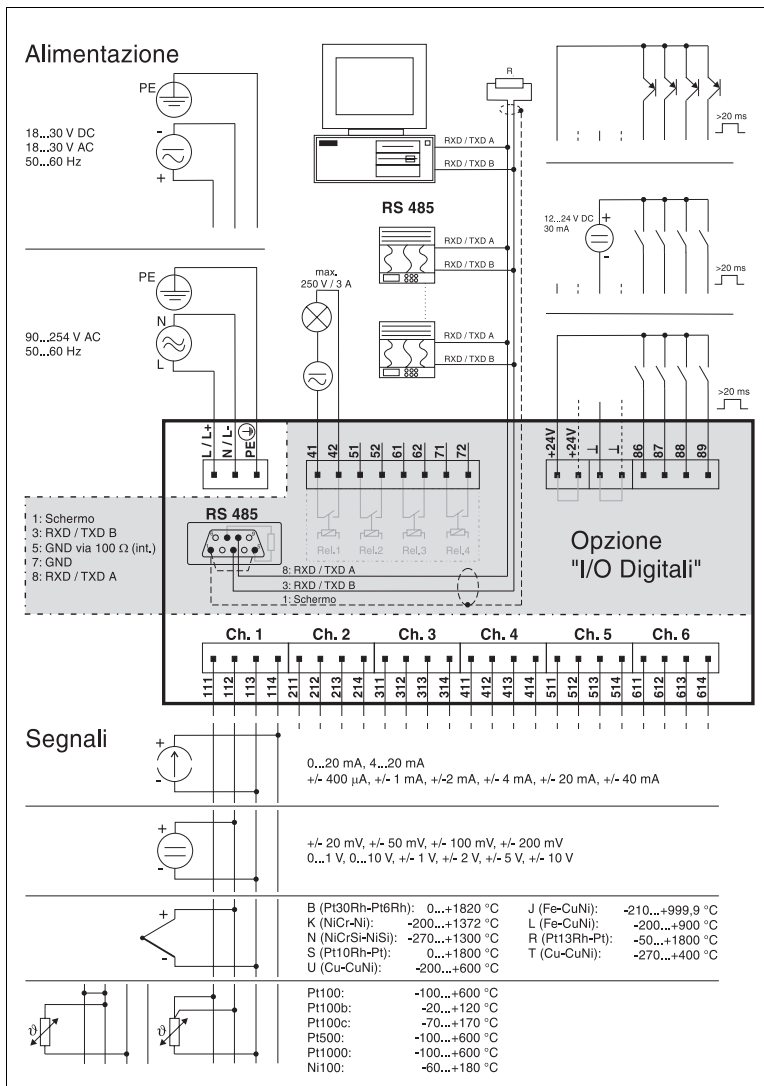 Alimentazione
PE
18...30 V DC
18...30 V AC
50...60 Hz
-
+
PE
N
L
90...254 V AC
50...60 Hz
R
RXD / TXD A
RXD / TXD B
RS 485
RXD / TXD A
RXD / TXD B
RXD / TXD A
RXD / TXD B
max.
250 V / 3 A
>20 ms
12...24 V DC
30 mA
+
-
>20 ms
>20 ms
L / L+
N / L-
PE
41
42
51
52
61
62
71
72
+24V
+24V
⊥
⊥
86
87
88
89
Rel.1
Rel.2
Rel.3
Rel.4
1: Schermo
3: RXD / TXD B
5: GND via 100 Ω (int.)
7: GND
8: RXD / TXD A
RS 485
8: RXD / TXD A
3: RXD / TXD B
1: Schermo
Opzione
"I/O Digitali"
Ch. 1 Ch. 2 Ch. 3 Ch. 4 Ch. 5 Ch. 6
111
112
113
114
211
212
213
214
311
312
313
314
411
412
413
414
511
512
513
514
611
612
613
614
Segnali
+
-
0...20 mA, 4...20 mA
+/- 400 µA, +/- 1 mA, +/-2 mA, +/- 4 mA, +/- 20 mA, +/- 40 mA
+
-
+/- 20 mV, +/- 50 mV, +/- 100 mV, +/- 200 mV
0...1 V, 0...10 V, +/- 1 V, +/- 2 V, +/- 5 V, +/- 10 V
+
-
B (Pt30Rh-Pt6Rh): 0...+1820 °C J (Fe-CuNi): -210...+999,9 °C
K (NiCr-Ni): -200...+1372 °C L (Fe-CuNi): -200...+900 °C
N (NiCrSi-NiSi): -270...+1300 °C R (Pt13Rh-Pt): -50...+1800 °C
S (Pt10Rh-Pt): 0...+1800 °C T (Cu-CuNi): -270...+400 °C
U (Cu-CuNi): -200...+600 °C
ϑ
ϑ
Pt100: -100...+600 °C
Pt100b: -20...+120 °C
Pt100c: -70...+170 °C
Pt500: -100...+600 °C
Pt1000: -100...+600 °C
Ni100: -60...+180 °C